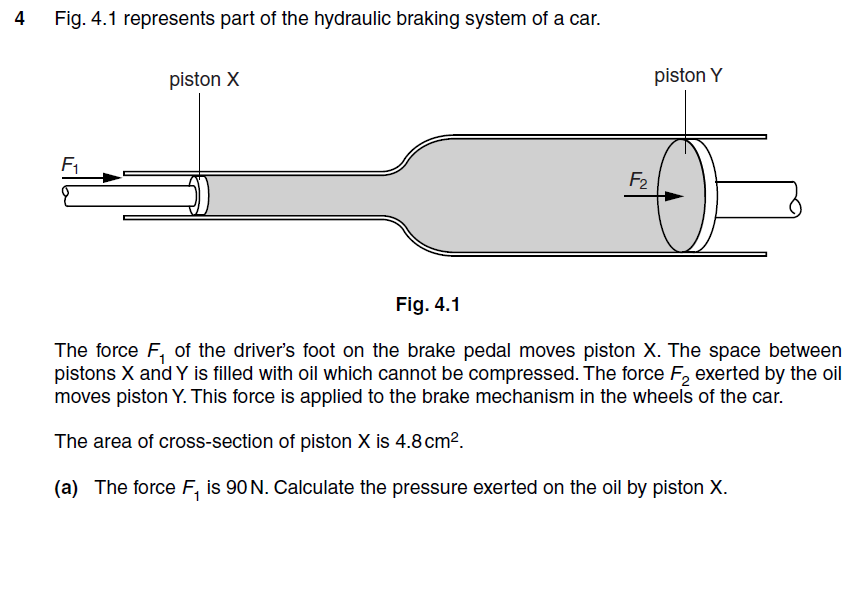 4 Fig. 4.1 represents part of the hydraulic braking system of a car.
piston X
piston Y
F₁
F₂
Fig. 4.1
The force F₁ of the driver's foot on the brake pedal moves piston X. The space between
pistons X and Y is filled with oil which cannot be compressed. The force F₂ exerted by the oil
moves piston Y. This force is applied to the brake mechanism in the wheels of the car.
The area of cross-section of piston X is 4.8 cm².
(a) The force F₁ is 90 N. Calculate the pressure exerted on the oil by piston X.